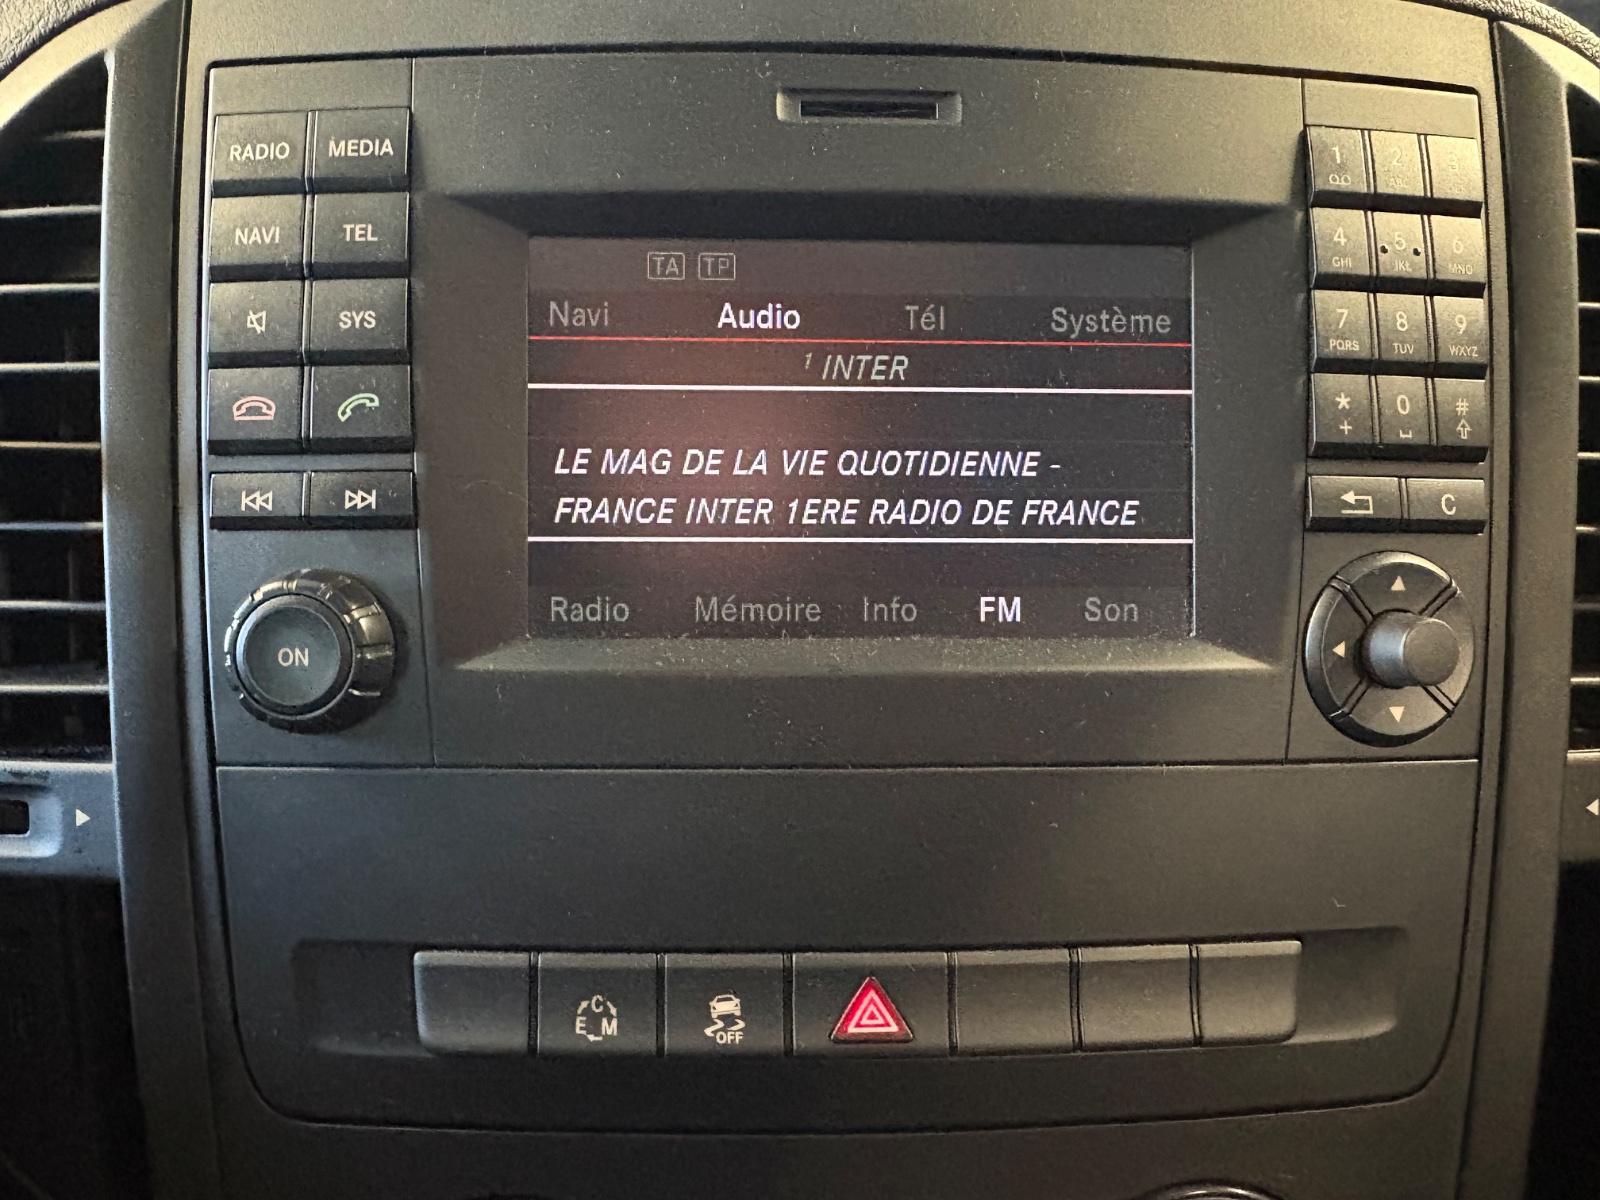 RADIO MEDIA
NAVI TEL
SYS
ON
TA TP
Navi Audio Tél Système
1 INTER
LE MAG DE LA VIE QUOTIDIENNE -
FRANCE INTER 1ERE RADIO DE FRANCE
Radio Mémoire Info FM Son
1 2 3
ABC
4 5 6
GHI JKL MNO
7 8 9
PQRS TUV WXYZ
* 0 #
+
C
C
E M
OFF